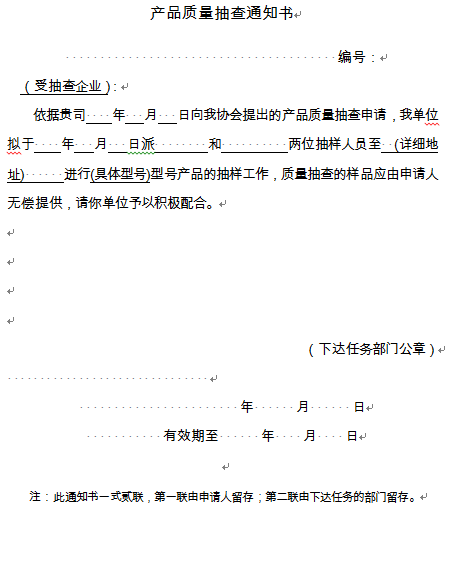 产品质量抽查通知书
编号：
（受抽查企业）：
依据贵司    年   月   日向我协会提出的产品质量抽查申请，我单位
拟于    年   月   日派        和          两位抽样人员至  (详细地
址)      进行(具体型号)型号产品的抽样工作，质量抽查的样品应由申请人
无偿提供，请你单位予以积极配合。
（下达任务部门公章）
年      月      日
有效期至      年    月    日
注：此通知书一式贰联，第一联由申请人留存；第二联由下达任务的部门留存。